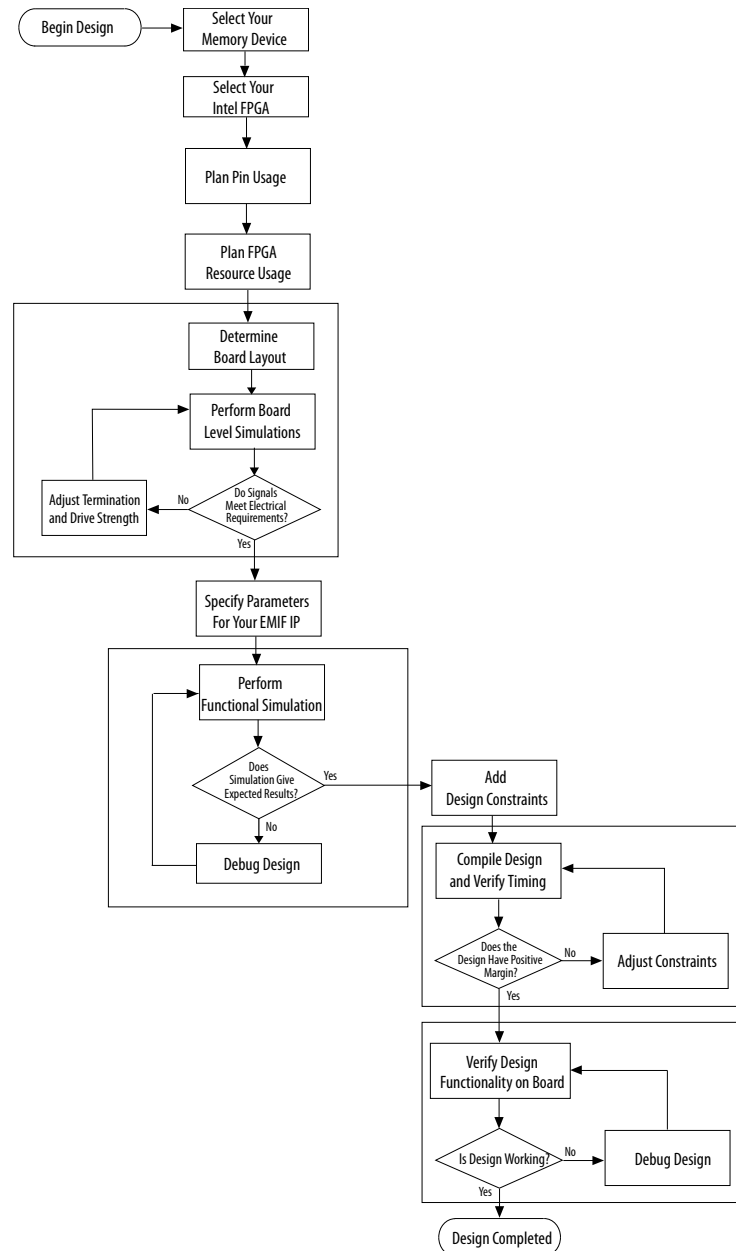 Begin Design
Select Your
Memory Device
Select Your
Intel FPGA
Plan Pin Usage
Plan FPGA
Resource Usage
Determine
Board Layout
Perform Board
Level Simulations
Adjust Termination
and Drive Strength
No
Do Signals
Meet Electrical
Requirements?
Yes
Specify Parameters
For Your EMIF IP
Perform
Functional Simulation
Does
Simulation Give
Expected Results?
Yes
No
Debug Design
Add
Design Constraints
Compile Design
and Verify Timing
Does the
Design Have Positive
Margin?
No
Adjust Constraints
Yes
Verify Design
Functionality on Board
Is Design Working?
No
Debug Design
Yes
Design Completed